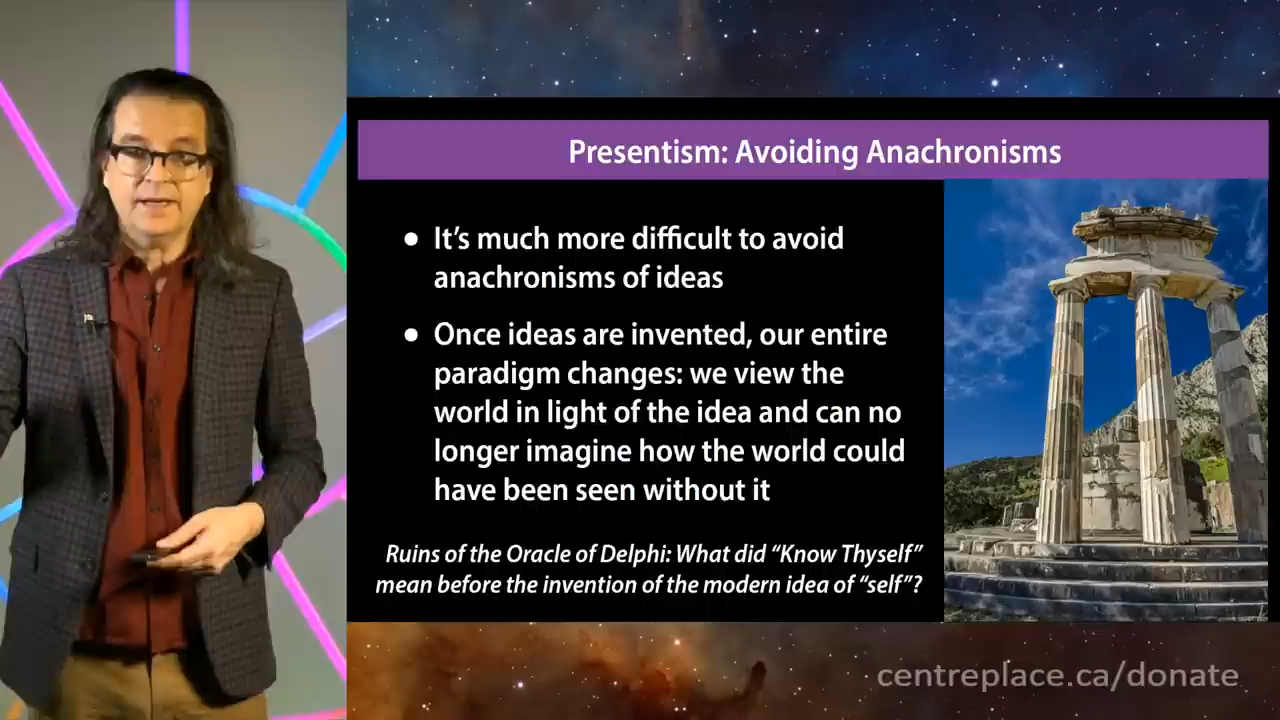 Presentism: Avoiding Anachronisms
● It’s much more difficult to avoid
anachronisms of ideas
● Once ideas are invented, our entire
paradigm changes: we view the
world in light of the idea and can no
longer imagine how the world could
have been seen without it
Ruins of the Oracle of Delphi: What did “Know Thyself”
mean before the invention of the modern idea of “self”?
centreplace.ca/donate